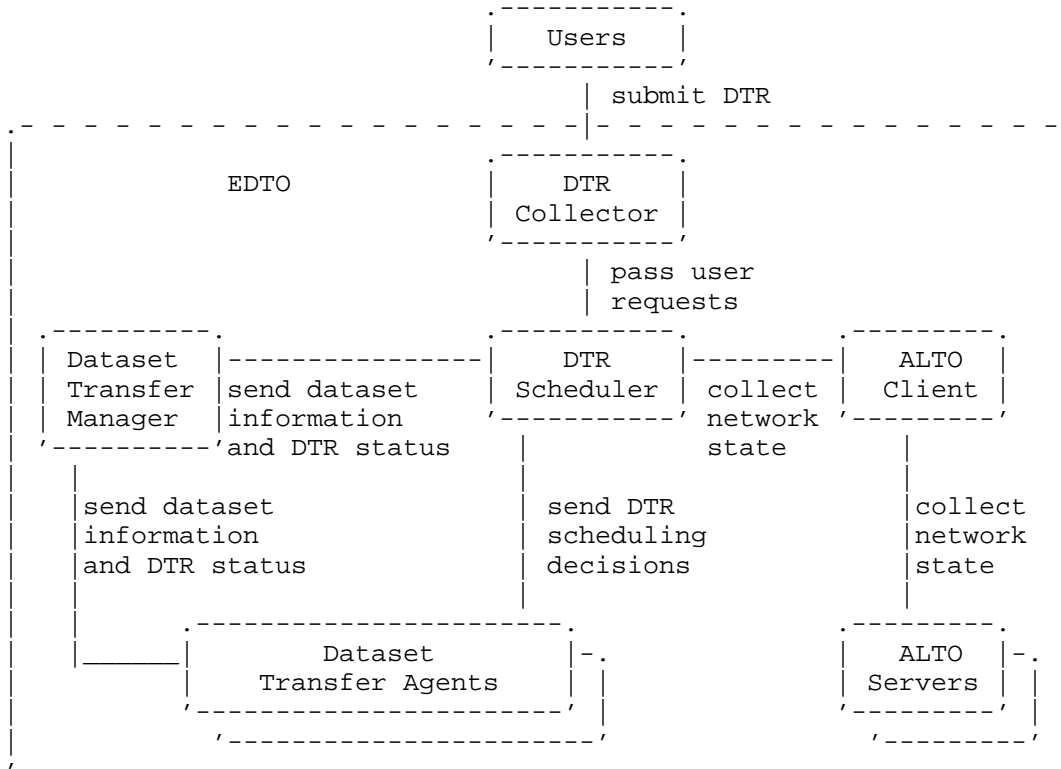 Users
submit DTR
EDTO
DTR
Collector
pass user
requests
Dataset
Transfer
Manager
send dataset
information
and DTR status
DTR
Scheduler
collect
network
state
ALTO
Client
send dataset
information
and DTR status
send DTR
scheduling
decisions
collect
network
state
Dataset
Transfer Agents
ALTO
Servers